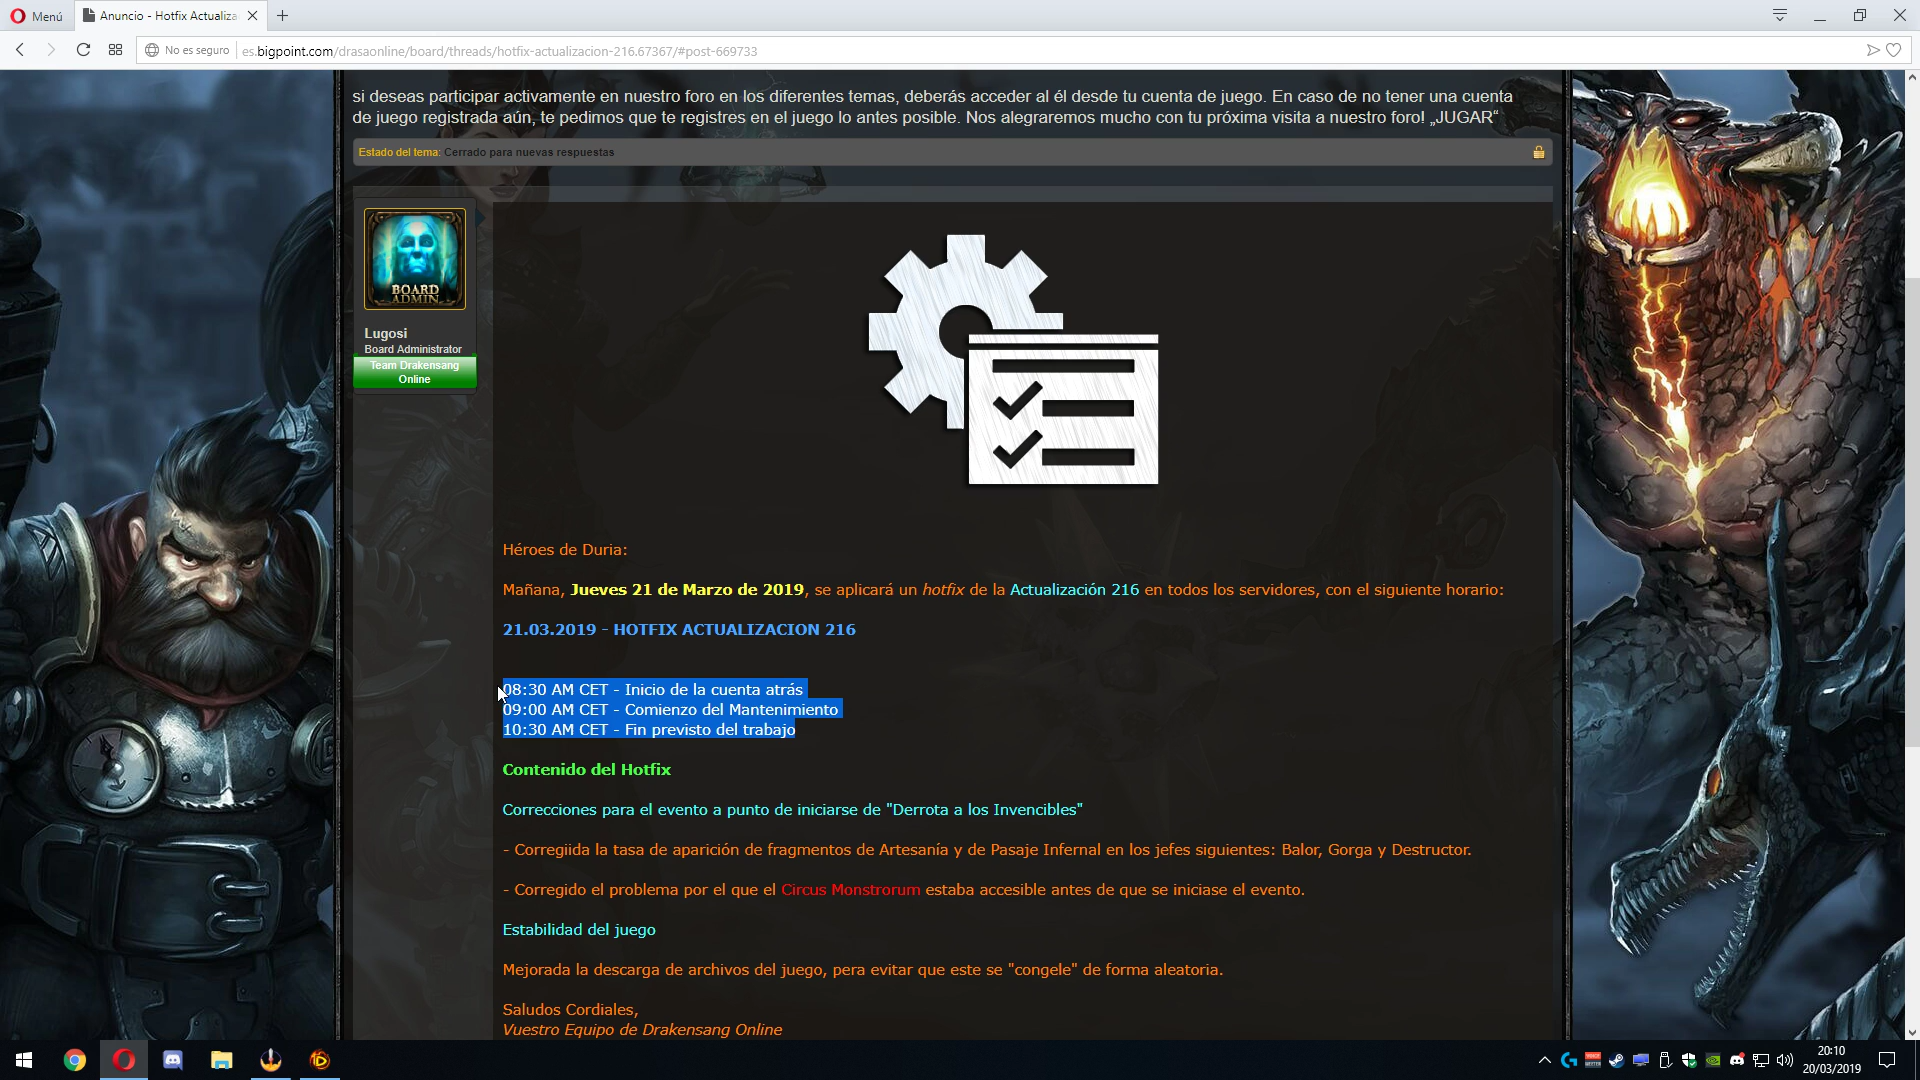 Menú
Anuncio - Hotfix Actualiza
No es seguro
es.bigpoint.com/drasaonline/board/threads/hotfix-actualizacion-216.67367/#post-669733
si deseas participar activamente en nuestro foro en los diferentes temas, deberás acceder al él desde tu cuenta de juego. En caso de no tener una cuenta
de juego registrada aún, te pedimos que te registres en el juego lo antes posible. Nos alegraremos mucho con tu próxima visita a nuestro foro! „JUGAR“
Estado del tema: Cerrado para nuevas respuestas
BOARD
ADMIN
Lugosi
Board Administrator
Team Drakensang
Online
Héroes de Duria:
Mañana, Jueves 21 de Marzo de 2019, se aplicará un hotfix de la Actualización 216 en todos los servidores, con el siguiente horario:
21.03.2019 - HOTFIX ACTUALIZACION 216
08:30 AM CET - Inicio de la cuenta atrás
09:00 AM CET - Comienzo del Mantenimiento
10:30 AM CET - Fin previsto del trabajo
Contenido del Hotfix
Correcciones para el evento a punto de iniciarse de "Derrota a los Invencibles"
- Corregiida la tasa de aparición de fragmentos de Artesanía y de Pasaje Infernal en los jefes siguientes: Balor, Gorga y Destructor.
- Corregido el problema por el que el Circus Monstrorum estaba accesible antes de que se iniciase el evento.
Estabilidad del juego
Mejorada la descarga de archivos del juego, pera evitar que este se "congele" de forma aleatoria.
Saludos Cordiales,
Vuestro Equipo de Drakensang Online
20:10
20/03/2019